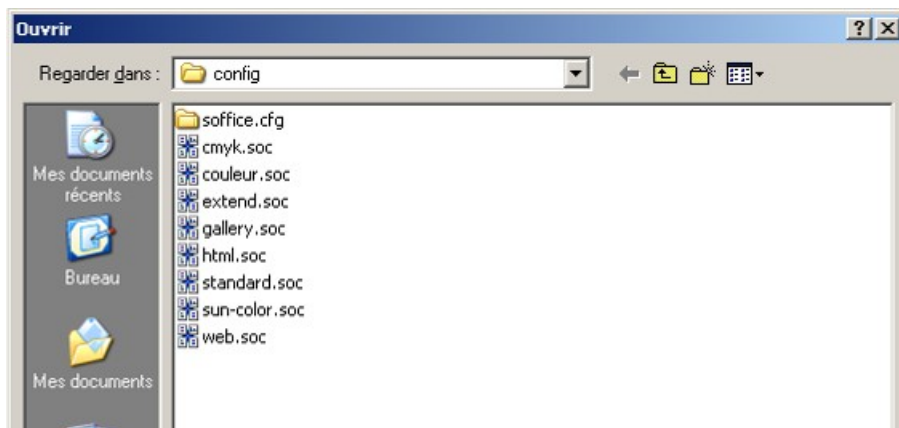 Ouvrir
Regarder dans :
config
soffice.cfg
cmyk.soc
couleur.soc
extend.soc
gallery.soc
html.soc
standard.soc
sun-color.soc
web.soc
Mes documents
récents
Bureau
Mes documents